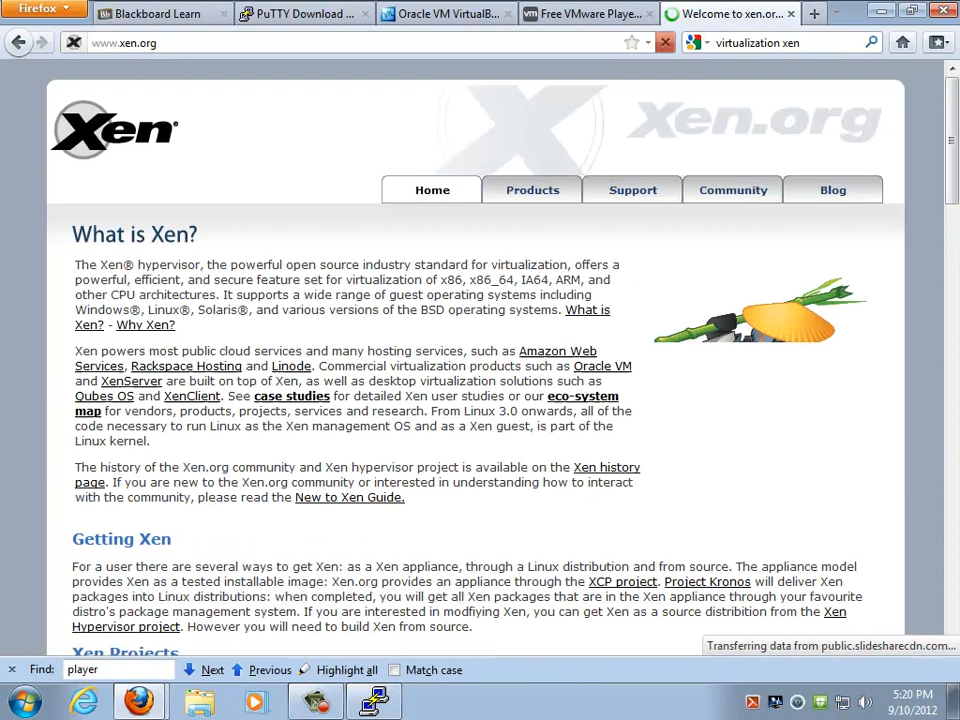 Firefox
Blackboard Learn
PuTTY Download ...
Oracle VM VirtualB...
Free VMware Playe...
Welcome to xen.or...
www.xen.org
virtualization xen
Xen
Xen.org
Home
Products
Support
Community
Blog
What is Xen?
The Xen® hypervisor, the powerful open source industry standard for virtualization, offers a
powerful, efficient, and secure feature set for virtualization of x86, x86_64, IA64, ARM, and
other CPU architectures. It supports a wide range of guest operating systems including
Windows®, Linux®, Solaris®, and various versions of the BSD operating systems. What is
Xen? - Why Xen?
Xen powers most public cloud services and many hosting services, such as Amazon Web
Services, Rackspace Hosting and Linode. Commercial virtualization products such as Oracle VM
and XenServer are built on top of Xen, as well as desktop virtualization solutions such as
Qubes OS and XenClient. See case studies for detailed Xen user studies or our eco-system
map for vendors, products, projects, services and research. From Linux 3.0 onwards, all of the
code necessary to run Linux as the Xen management OS and as a Xen guest, is part of the
Linux kernel.
The history of the Xen.org community and Xen hypervisor project is available on the Xen history
page. If you are new to the Xen.org community or interested in understanding how to interact
with the community, please read the New to Xen Guide.
Getting Xen
For a user there are several ways to get Xen: as a Xen appliance, through a Linux distribution and from source. The appliance model
provides Xen as a tested installable image: Xen.org provides an appliance through the XCP project. Project Kronos will deliver Xen
packages into Linux distributions: when completed, you will get all Xen packages that are in the Xen appliance through your favourite
distro's package management system. If you are interested in modfiying Xen, you can get Xen as a source distribition from the Xen
Hypervisor project. However you will need to build Xen from source.
Xen Projects
Transferring data from public.slidesharecdn.com...
Find:
player
Next
Previous
Highlight all
Match case
5:20 PM
9/10/2012